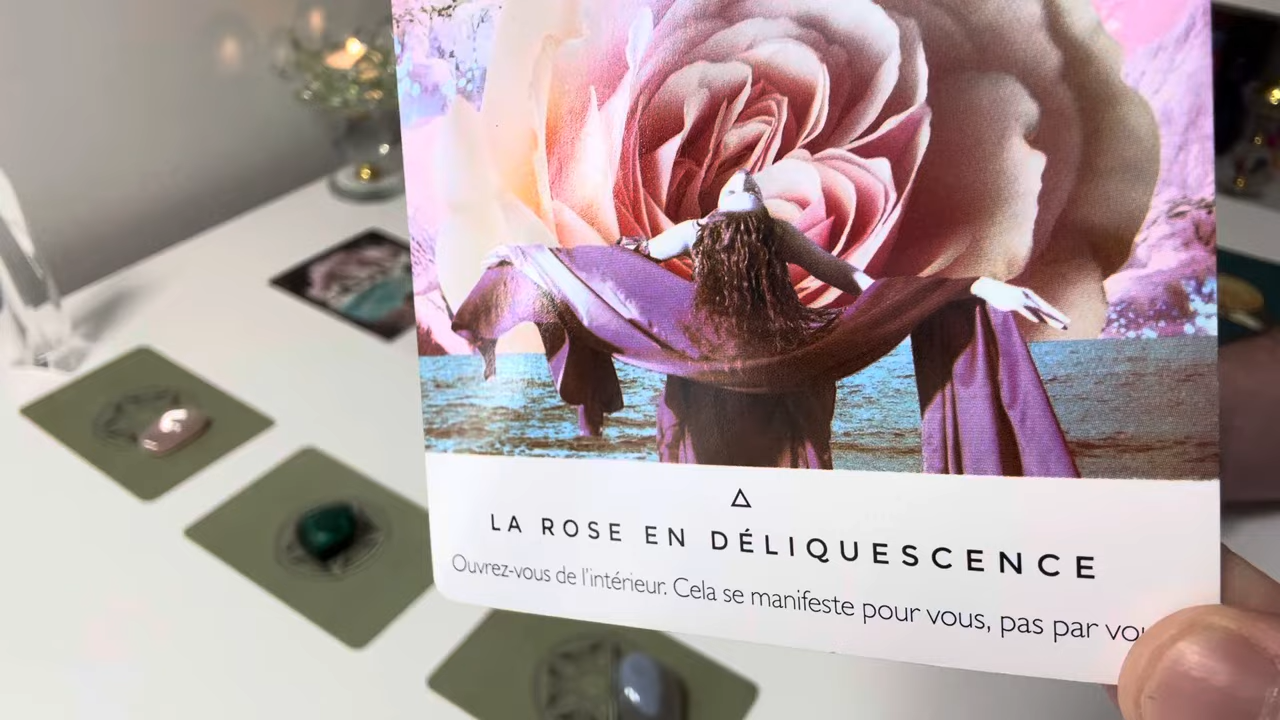 LA ROSE EN DÉLIQUESCENCE
Ouvrez-vous de l'intérieur. Cela se manifeste pour vous, pas par